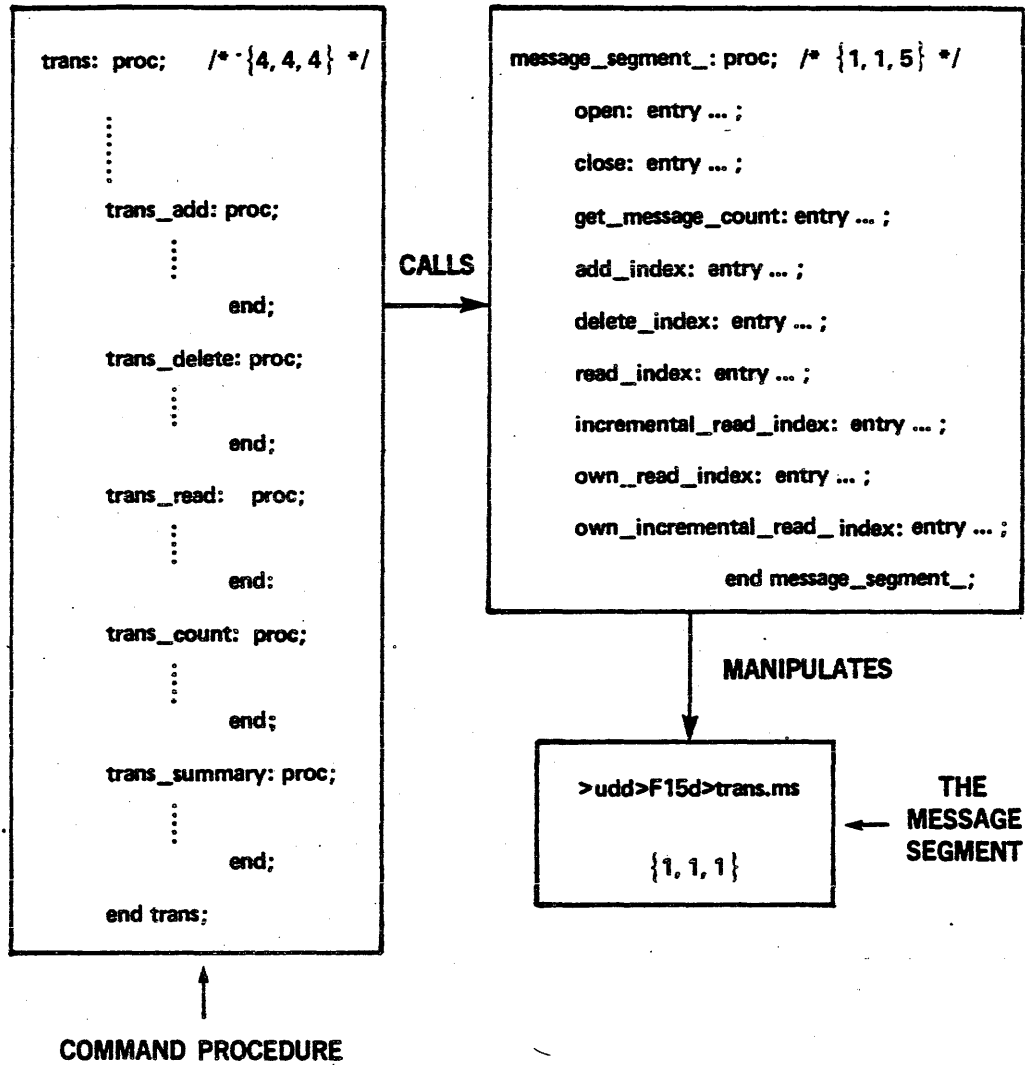 trans: proc; /* {4, 4, 4} */
trans_add: proc;
end;
trans_delete: proc;
end;
trans_read: proc;
end:
trans_count: proc;
end;
trans_summary: proc;
end;
end trans;
COMMAND PROCEDURE
CALLS
message_segment_: proc; /* {1, 1, 5} */
open: entry ... ;
close: entry ... ;
get_message_count: entry ... ;
add_index: entry ... ;
delete_index: entry ... ;
read_index: entry ... ;
incremental_read_index: entry ... ;
own_read_index: entry ... ;
own_incremental_read_ index: entry ... ;
end message_segment_;
MANIPULATES
>udd>F15d>trans.ms
{1, 1, 1}
THE
MESSAGE
SEGMENT